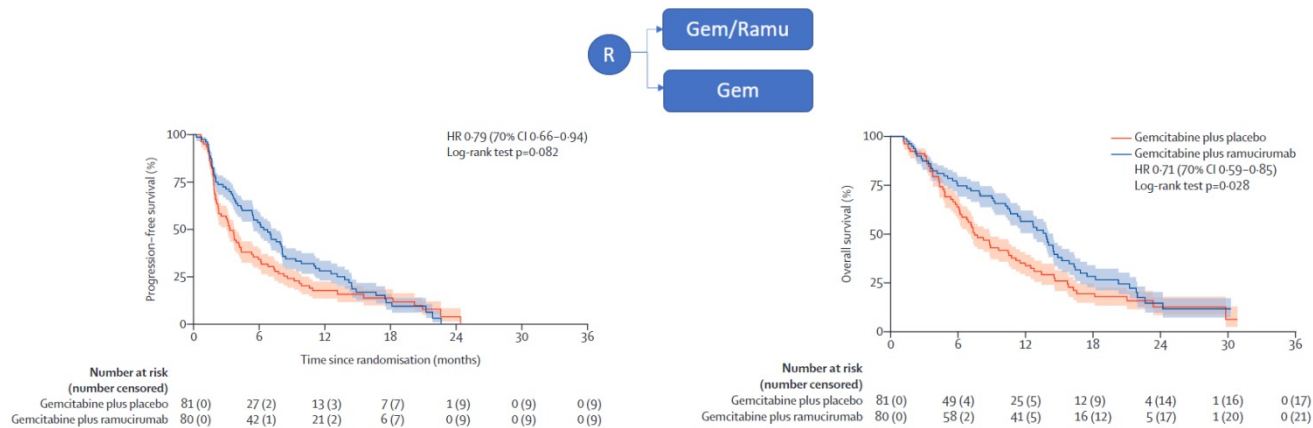 Gem/Ramu
R
Gem
HR 0·79 (70% CI 0·66–0·94)
Log-rank test p=0·082
Progression-free survival (%)
100
75
50
25
0
0 6 12 18 24 30 36
Time since randomisation (months)
Number at risk
(number censored)
Gemcitabine plus placebo 81 (0) 27 (2) 13 (3) 7 (7) 1 (9) 0 (9) 0 (9)
Gemcitabine plus ramucirumab 80 (0) 42 (1) 21 (2) 6 (7) 0 (9) 0 (9) 0 (9)
Gemcitabine plus placebo
Gemcitabine plus ramucirumab
HR 0·71 (70% CI 0·59–0·85)
Log-rank test p=0·028
Overall survival (%)
100
75
50
25
0
0 6 12 18 24 30 36
Number at risk
(number censored)
Gemcitabine plus placebo 81 (0) 49 (4) 25 (5) 12 (9) 4 (14) 1 (16) 0 (17)
Gemcitabine plus ramucirumab 80 (0) 58 (2) 41 (5) 16 (12) 5 (17) 1 (20) 0 (21)